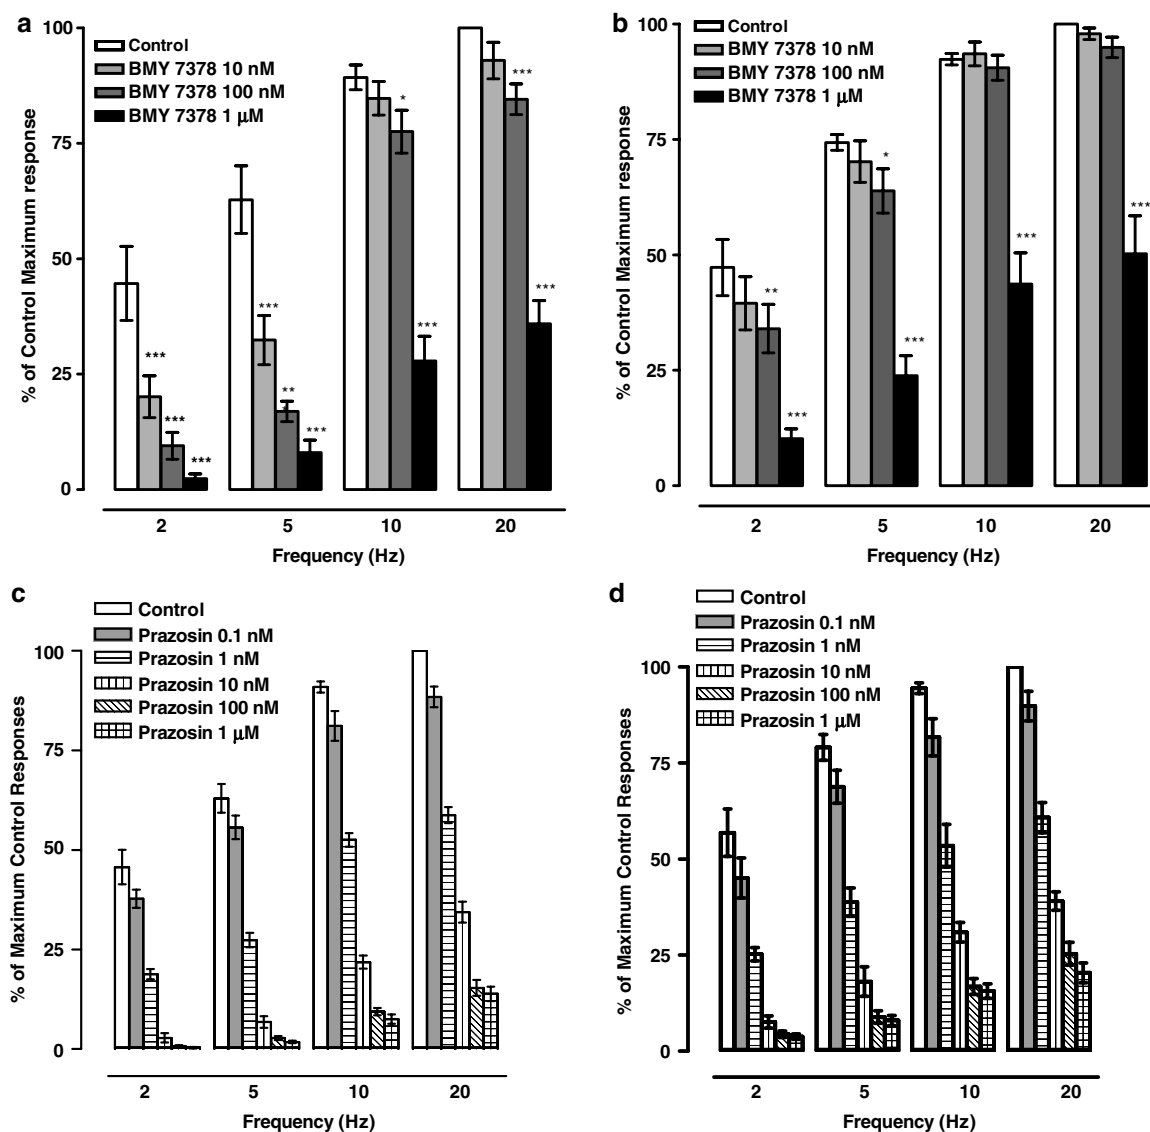 a
Control
BMY 7378 10 nM
BMY 7378 100 nM
BMY 7378 1 μM
% of Control Maximum response
100
75
50
25
0
***
***
***
***
**
***
*
***
***
***
2 5 10 20
Frequency (Hz)
b
Control
BMY 7378 10 nM
BMY 7378 100 nM
BMY 7378 1 μM
% of Control Maximum response
100
75
50
25
0
**
***
*
***
***
***
2 5 10 20
Frequency (Hz)
c
Control
Prazosin 0.1 nM
Prazosin 1 nM
Prazosin 10 nM
Prazosin 100 nM
Prazosin 1 μM
% of Maximum Control Responses
100
75
50
25
0
2 5 10 20
Frequency (Hz)
d
Control
Prazosin 0.1 nM
Prazosin 1 nM
Prazosin 10 nM
Prazosin 100 nM
Prazosin 1 μM
% of Maximum Control Responses
100
75
50
25
0
2 5 10 20
Frequency (Hz)